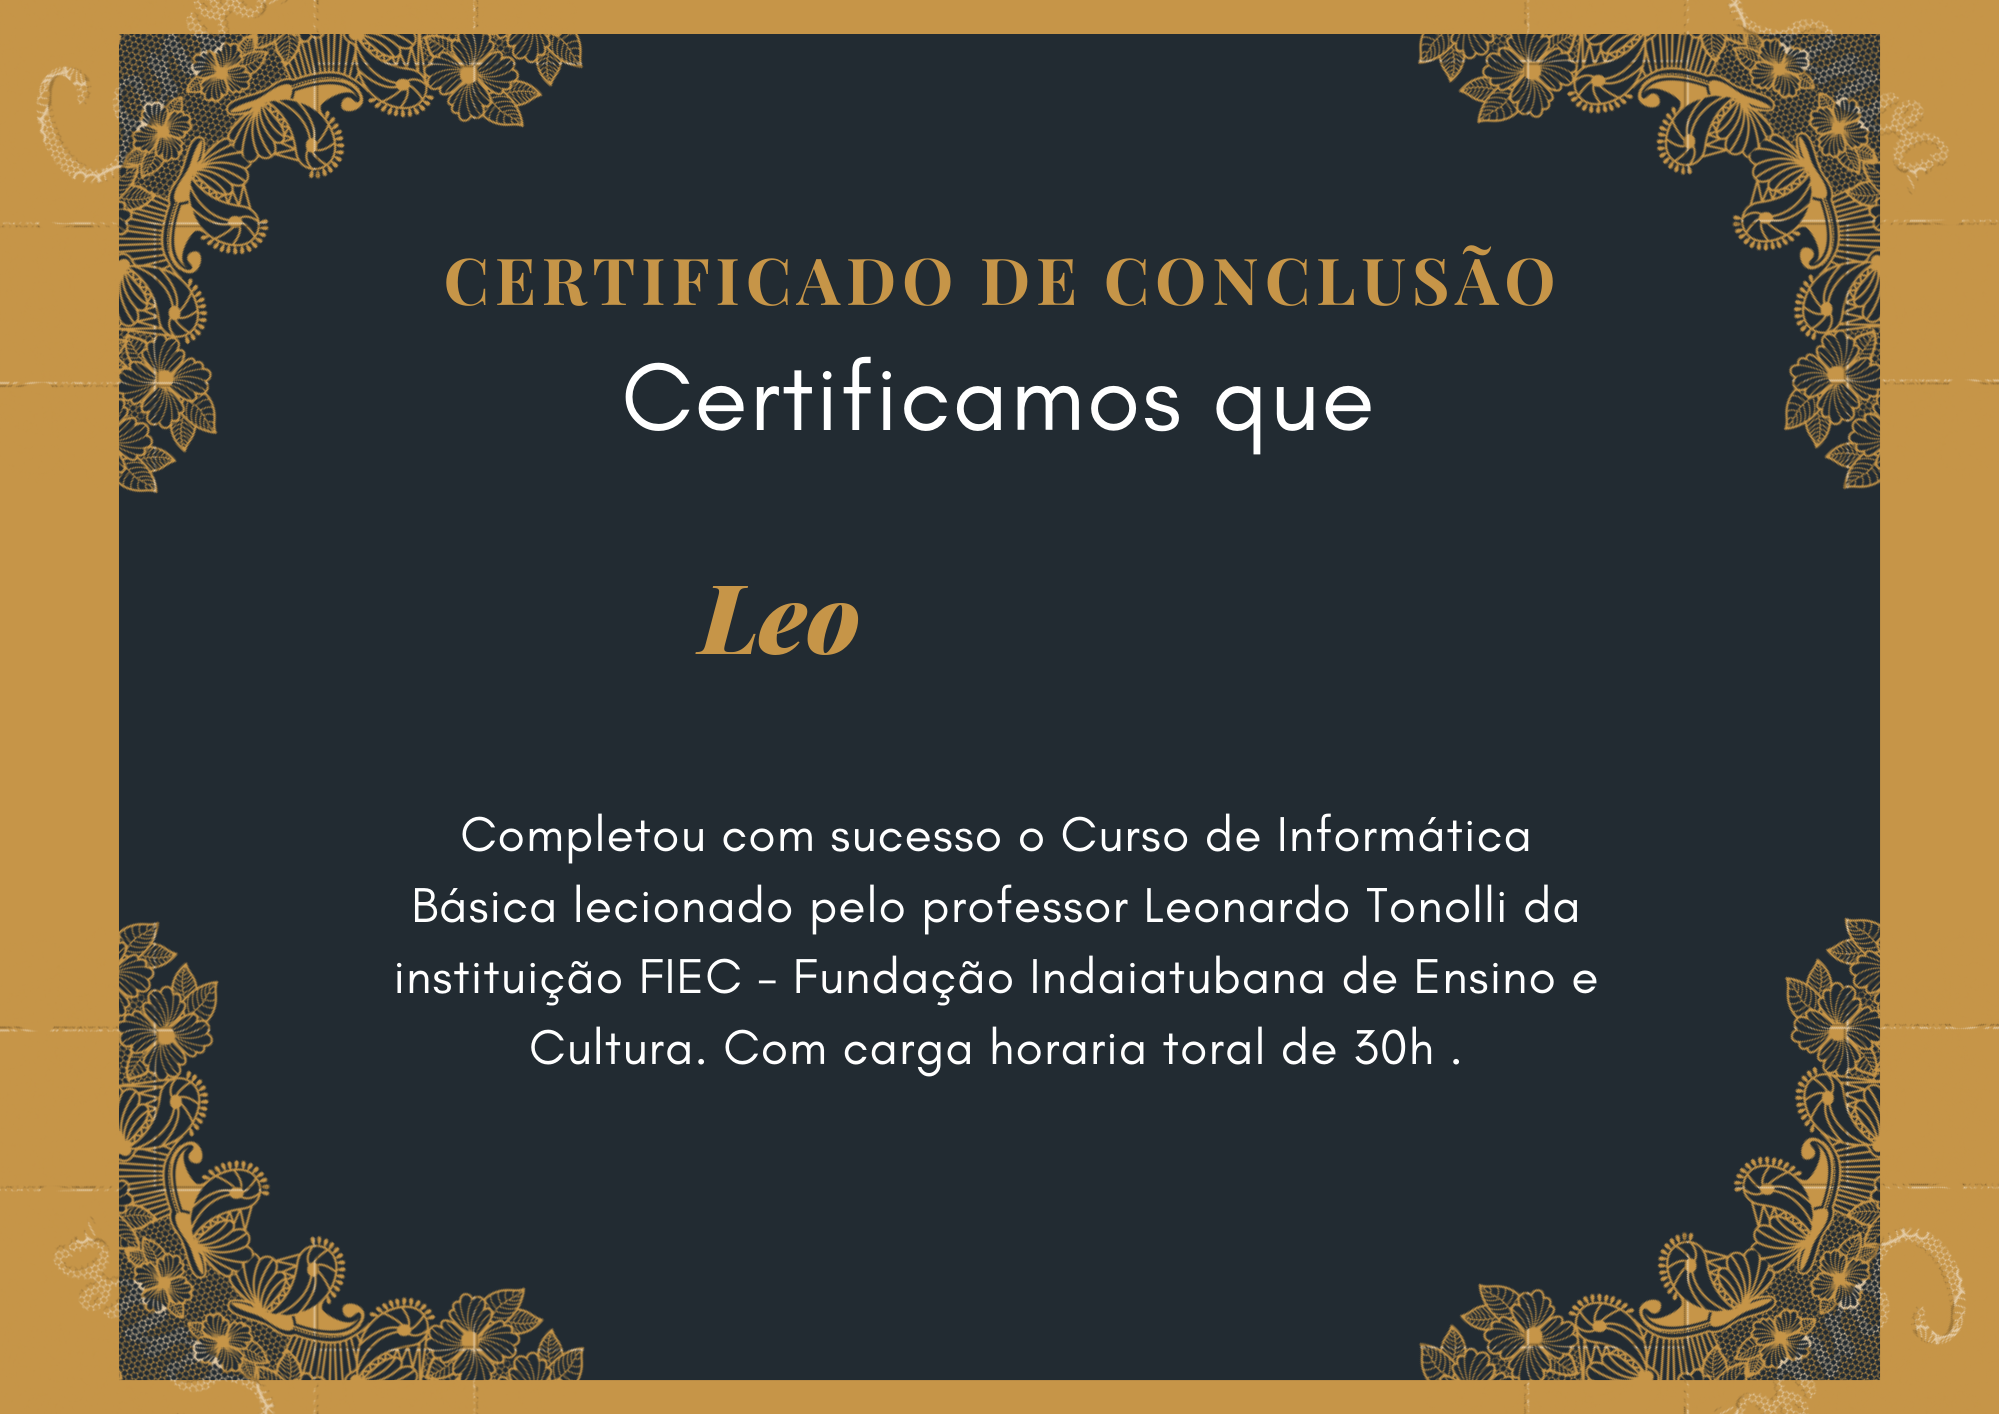 CERTIFICADO DE CONCLUSÃO
Certificamos que
Leo
Completou com sucesso o Curso de Informática
Básica lecionado pelo professor Leonardo Tonolli da
instituição FIEC - Fundação Indaiatubana de Ensino e
Cultura. Com carga horaria toral de 30h .